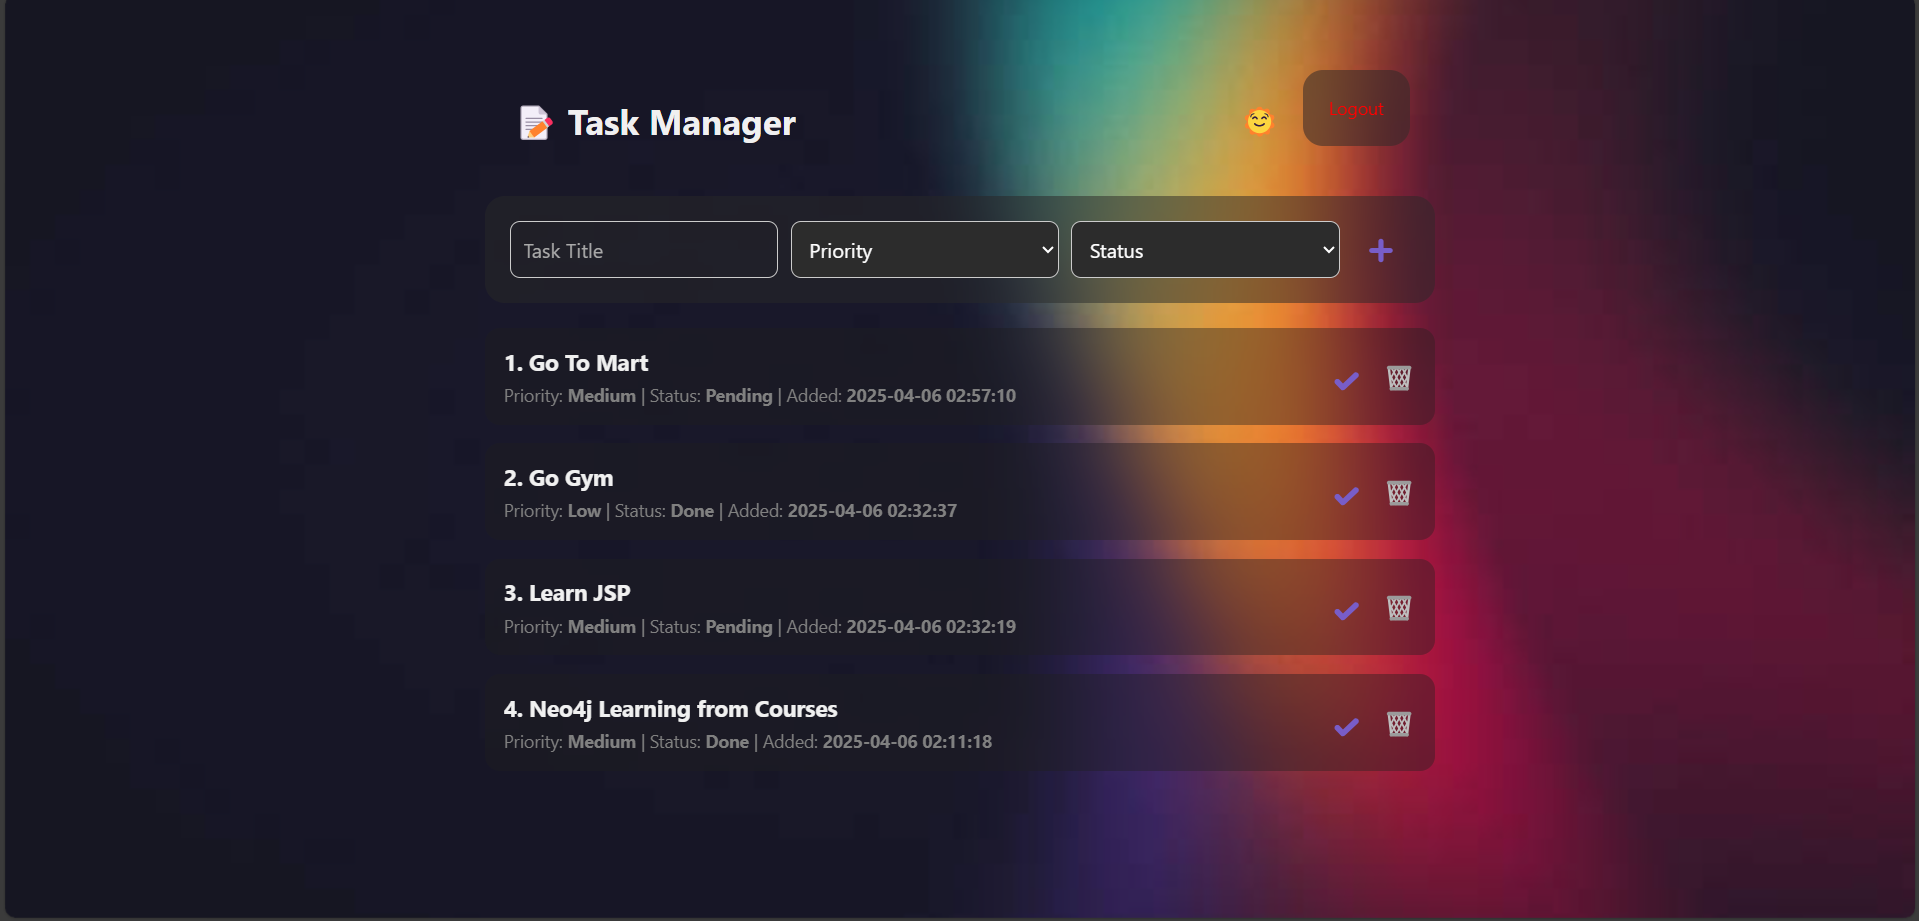 Task Manager
Logout
Task Title
Priority
Status
1. Go To Mart
Priority: Medium | Status: Pending | Added: 2025-04-06 02:57:10
2. Go Gym
Priority: Low | Status: Done | Added: 2025-04-06 02:32:37
3. Learn JSP
Priority: Medium | Status: Pending | Added: 2025-04-06 02:32:19
4. Neo4j Learning from Courses
Priority: Medium | Status: Done | Added: 2025-04-06 02:11:18